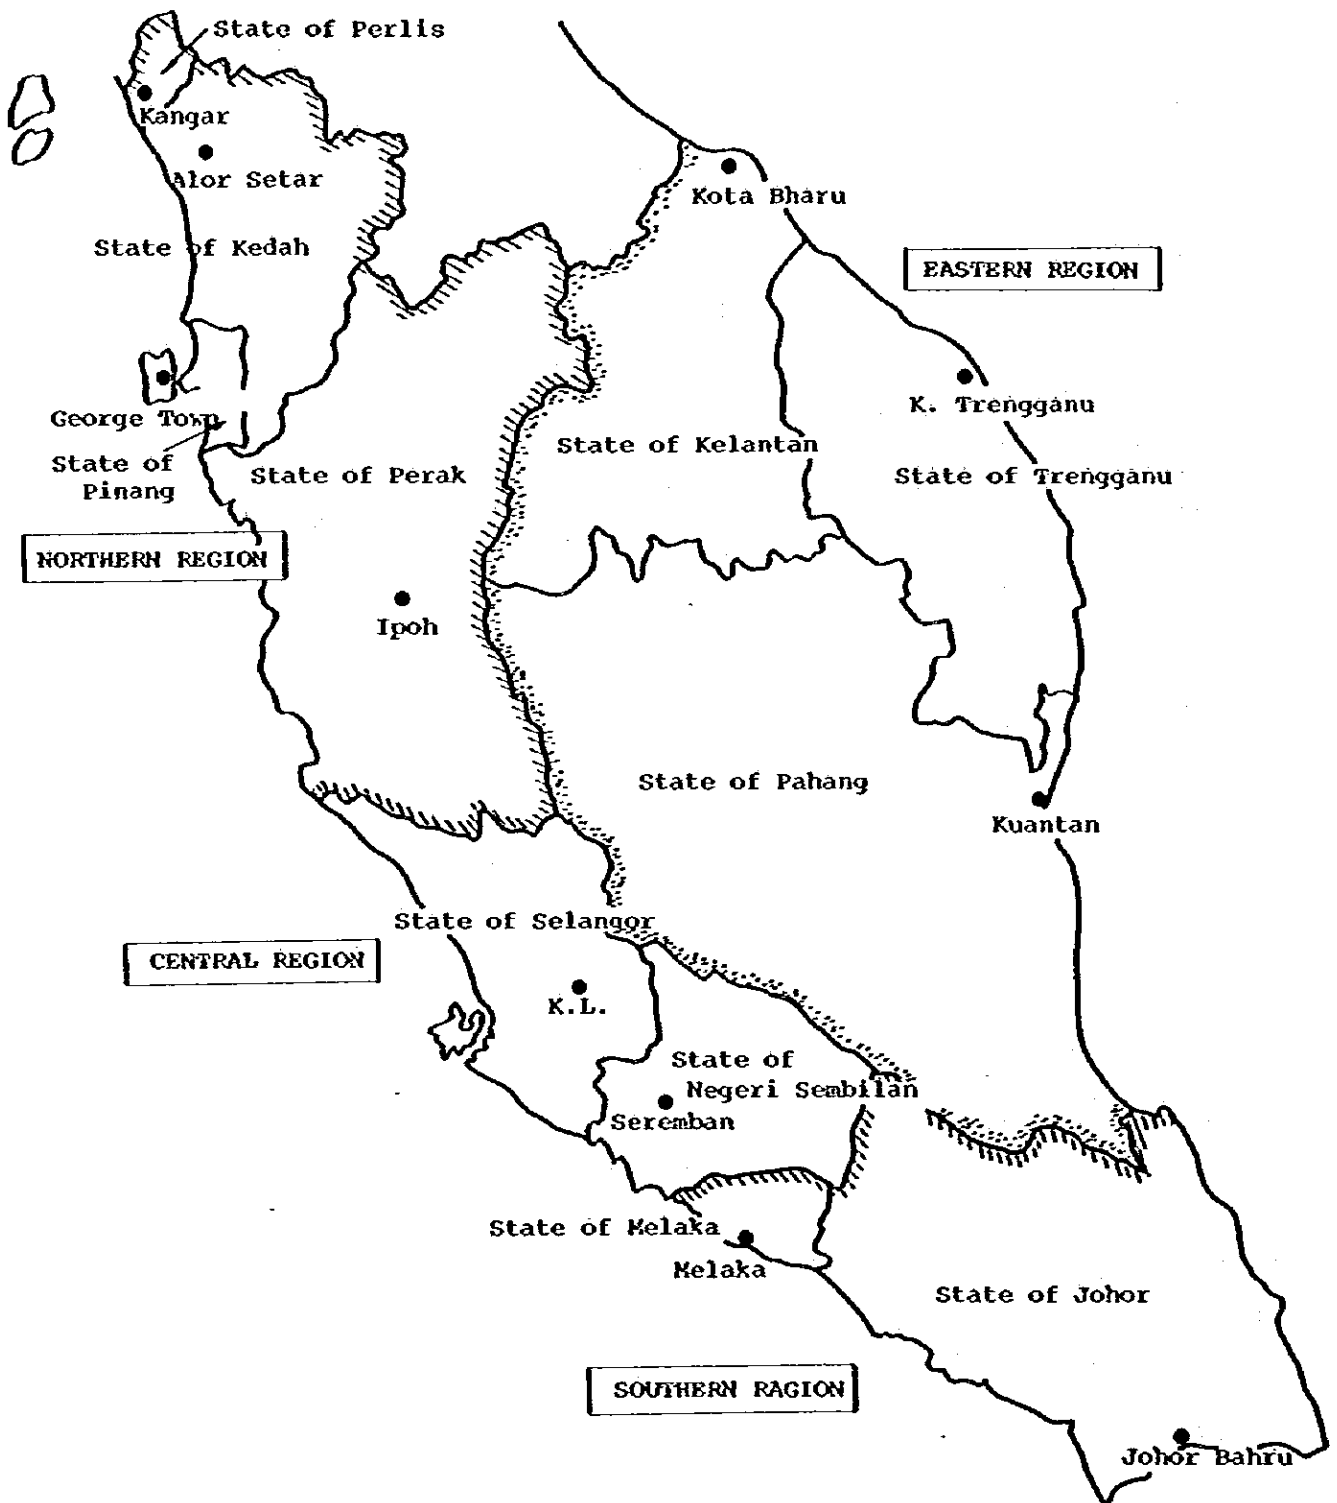 State of Perlis
Kangar
Alor Setar
Kota Bharu
State of Kedah
EASTERN REGION
K. Trengganu
George Town
State of Kelantan
State of
Pinang
State of Perak
State of Trengganu
NORTHERN REGION
Ipoh
State of Pahang
Kuantan
State of Selangor
CENTRAL REGION
K.L.
State of
Negeri Sembilan
Seremban
State of Melaka
Melaka
State of Johor
SOUTHERN RAGION
Johor Bahru